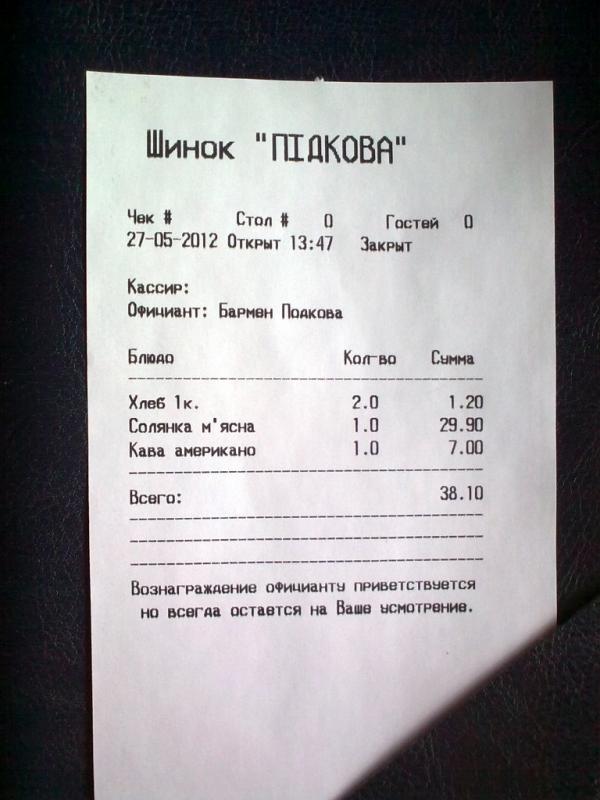 Шинок "ПІДКОВА"
Чек # Стол # 0 Гостей 0
27-05-2012 Открыт 13:47 Закрыт
Кассир:
Официант: Бармен Подкова
Блюдо Кол-во Сумма
Хлеб 1к. 2.0 1.20
Солянка м'ясна 1.0 29.90
Кава американо 1.0 7.00
Всего: 38.10
Вознаграждение официанту приветствуется
но всегда остается на Ваше усмотрение.